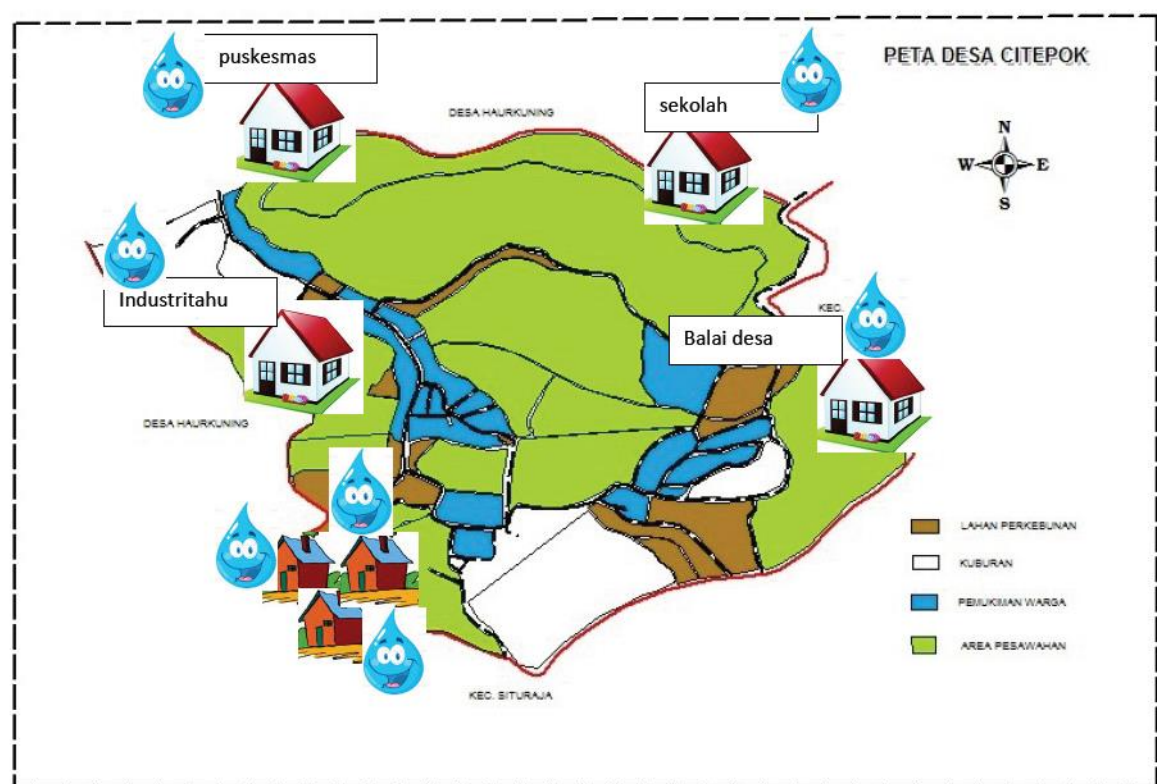 puskesmas
PETA DESA CITEPOK
sekolah
DESA HAURKUNING
N
W E
S
Industritahu
KEC.
Balai desa
DESA HAURKUNING
LAHAN PERKEBUNAN
KUBURAN
PEMUKIMAN WARGA
AREA PESAWAHAN
KEC. SITURAJA